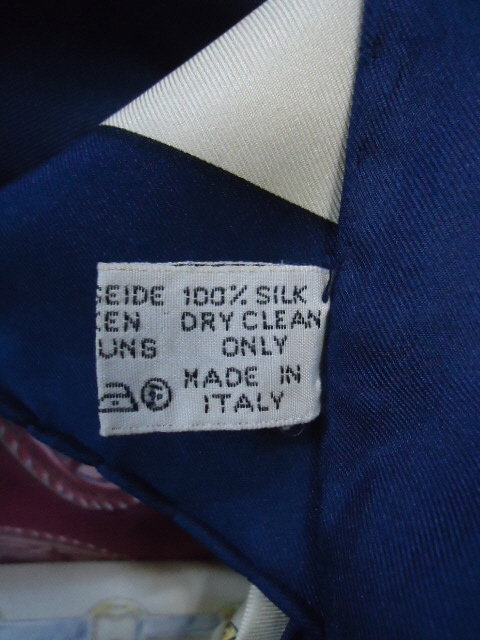 SEIDE 100% SILK
KEN DRY CLEAN
UNS ONLY
MADE IN
ITALY